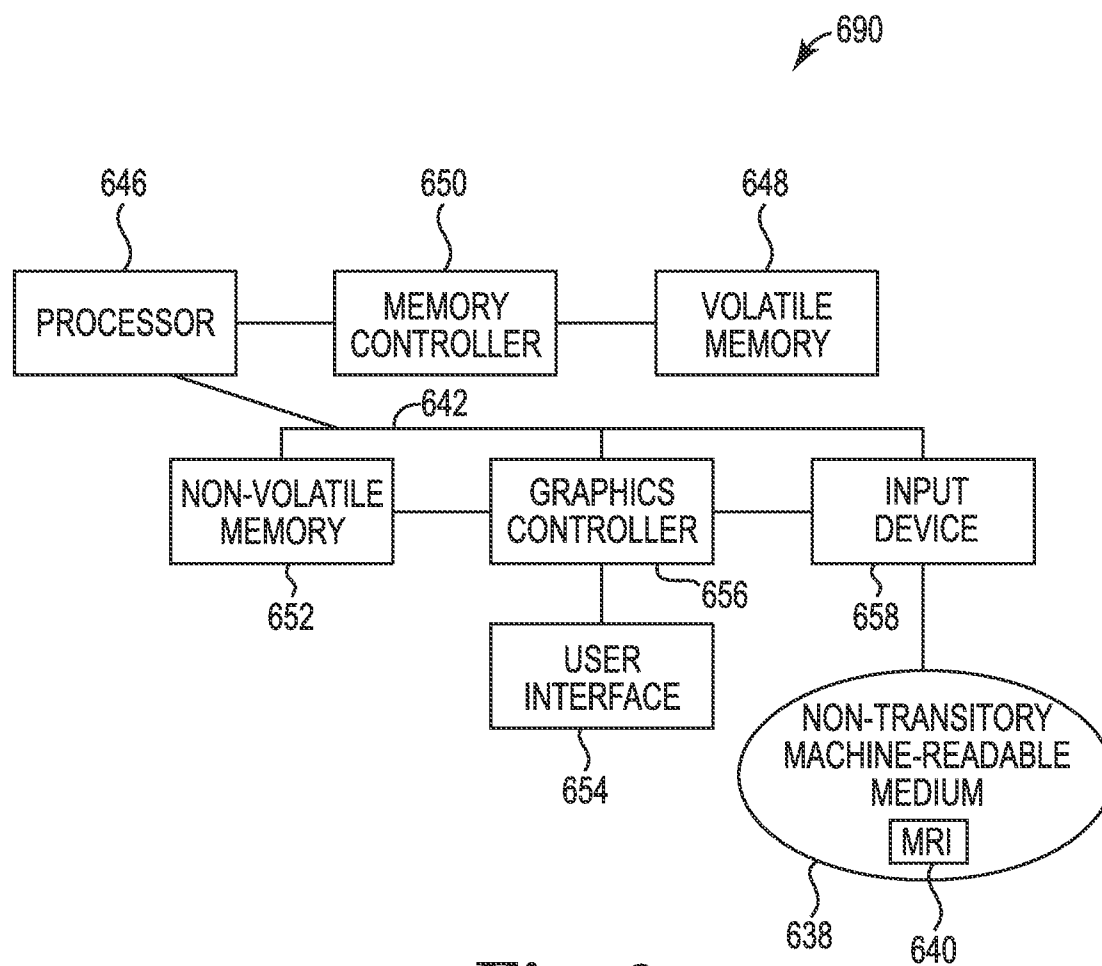 690
646
650
648
PROCESSOR
MEMORY
CONTROLLER
VOLATILE
MEMORY
642
NON-VOLATILE
MEMORY
GRAPHICS
CONTROLLER
INPUT
DEVICE
652
656
658
USER
INTERFACE
654
NON-TRANSITORY
MACHINE-READABLE
MEDIUM
MRI
638
640